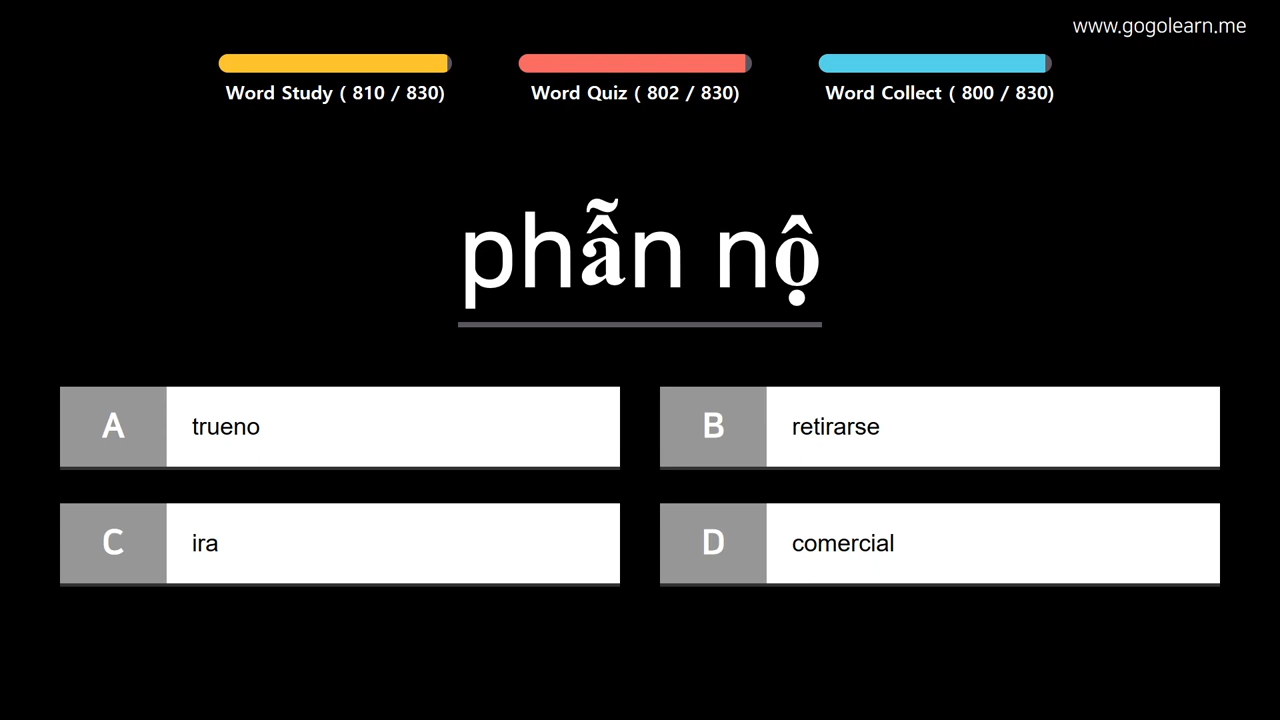 www.gogolearn.me
Word Study ( 810 / 830)
Word Quiz ( 802 / 830)
Word Collect ( 800 / 830)
phẫn nộ
A trueno
B retirarse
C ira
D comercial